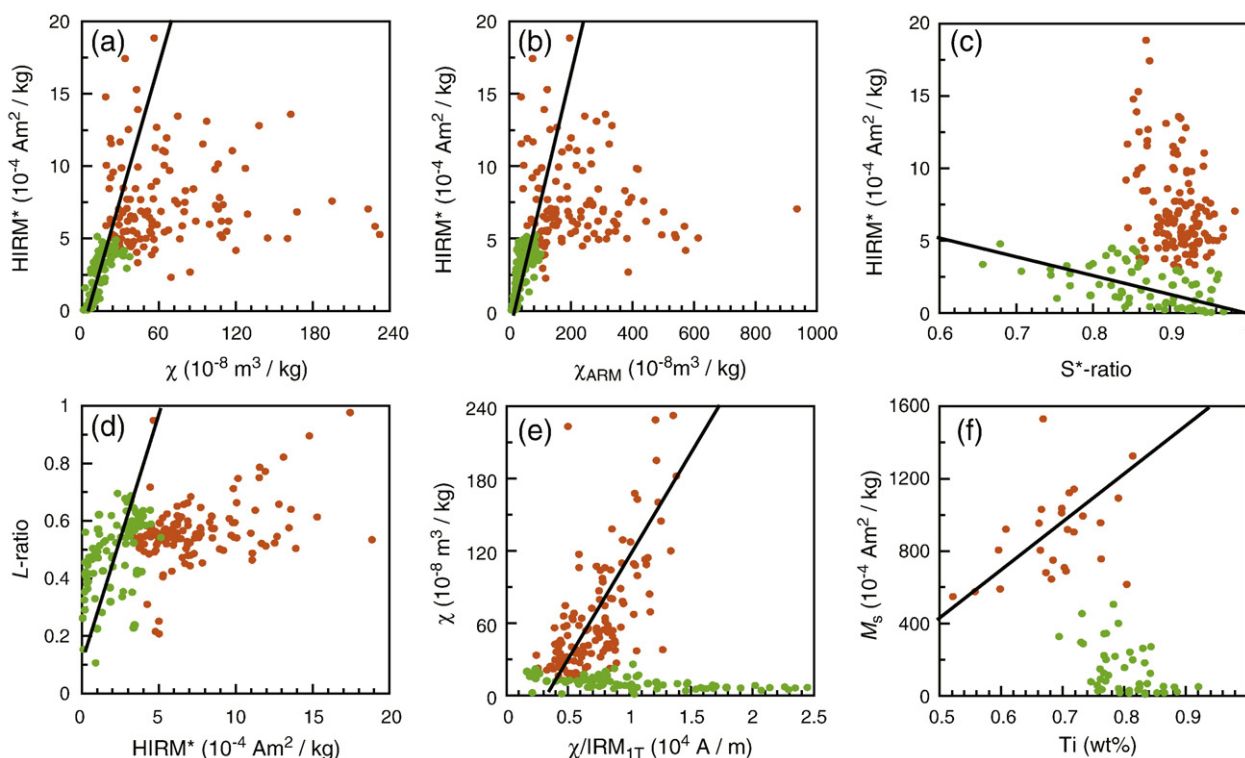 (a)
HIRM* (10⁻⁴ Am² / kg)
20
15
10
5
0
0 60 120 180 240
χ (10⁻⁸ m³ / kg)
(b)
HIRM* (10⁻⁴ Am² / kg)
20
15
10
5
0
0 200 400 600 800 1000
χARM (10⁻⁸m³ / kg)
(c)
HIRM* (10⁻⁴ Am² / kg)
20
15
10
5
0
0.6 0.7 0.8 0.9
S*-ratio
(d)
L-ratio
1
0.8
0.6
0.4
0.2
0
0 5 10 15 20
HIRM* (10⁻⁴ Am² / kg)
(e)
χ (10⁻⁸ m³ / kg)
240
180
120
60
0
0 0.5 1 1.5 2 2.5
χ/IRM₁T (10⁴ A / m)
(f)
Ms (10⁻⁴ Am² / kg)
1600
1200
800
400
0
0.5 0.6 0.7 0.8 0.9
Ti (wt%)